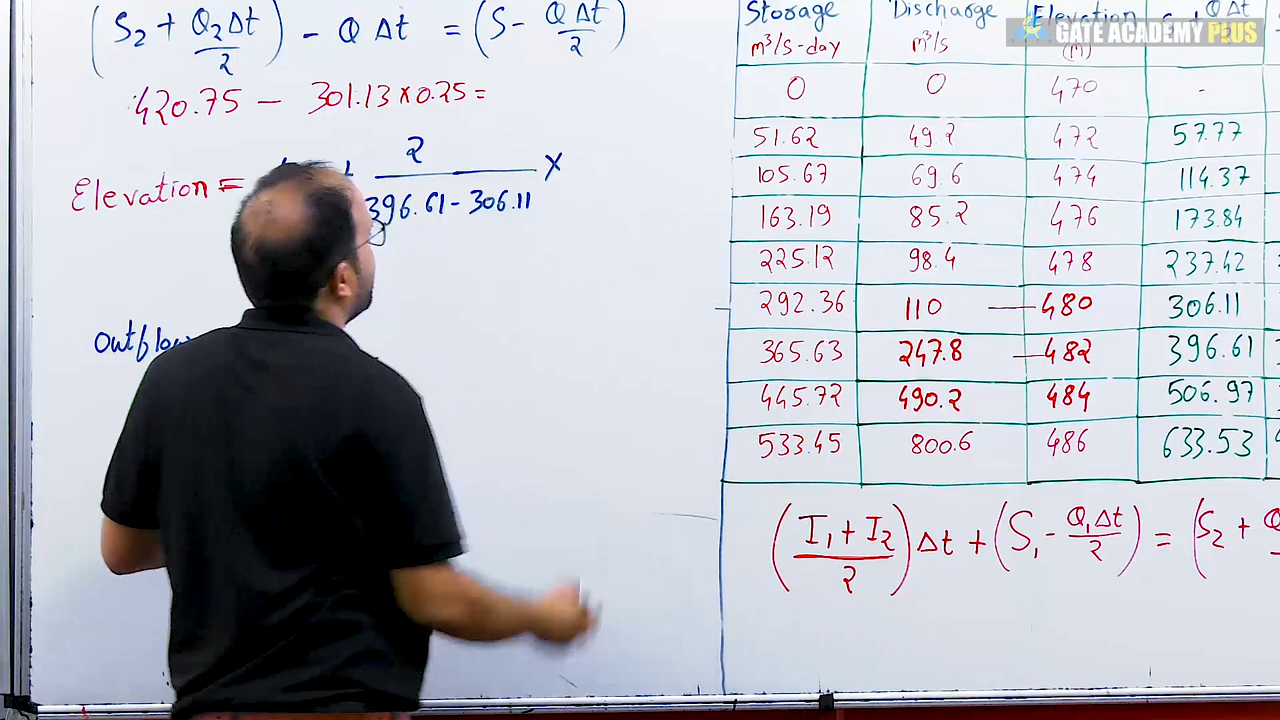 (S2 + Q2Δt/2) - QΔt = (S - QΔt/2)
420.75 - 301.13×0.25 =
Elevation = + 2/(396.61 - 306.11) ×
Outflow
Storage Discharge Elevation QΔt/2
m³/s-day m³/s (m)
0 0 470 -
51.62 49.2 472 57.77
105.67 69.6 474 114.37
163.19 85.2 476 173.84
225.12 98.4 478 237.42
292.36 110 — 480 306.11
365.63 247.8 — 482 396.61
445.72 490.2 484 506.97
533.45 800.6 486 633.53
((I1 + I2)/2)Δt + (S1 - Q1Δt/2) = (S2 +
GATE ACADEMY PLUS